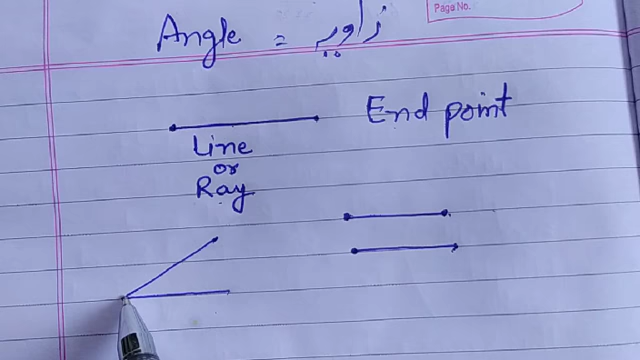 Page No.
Angle = زاویہ
End point
Line
or
Ray